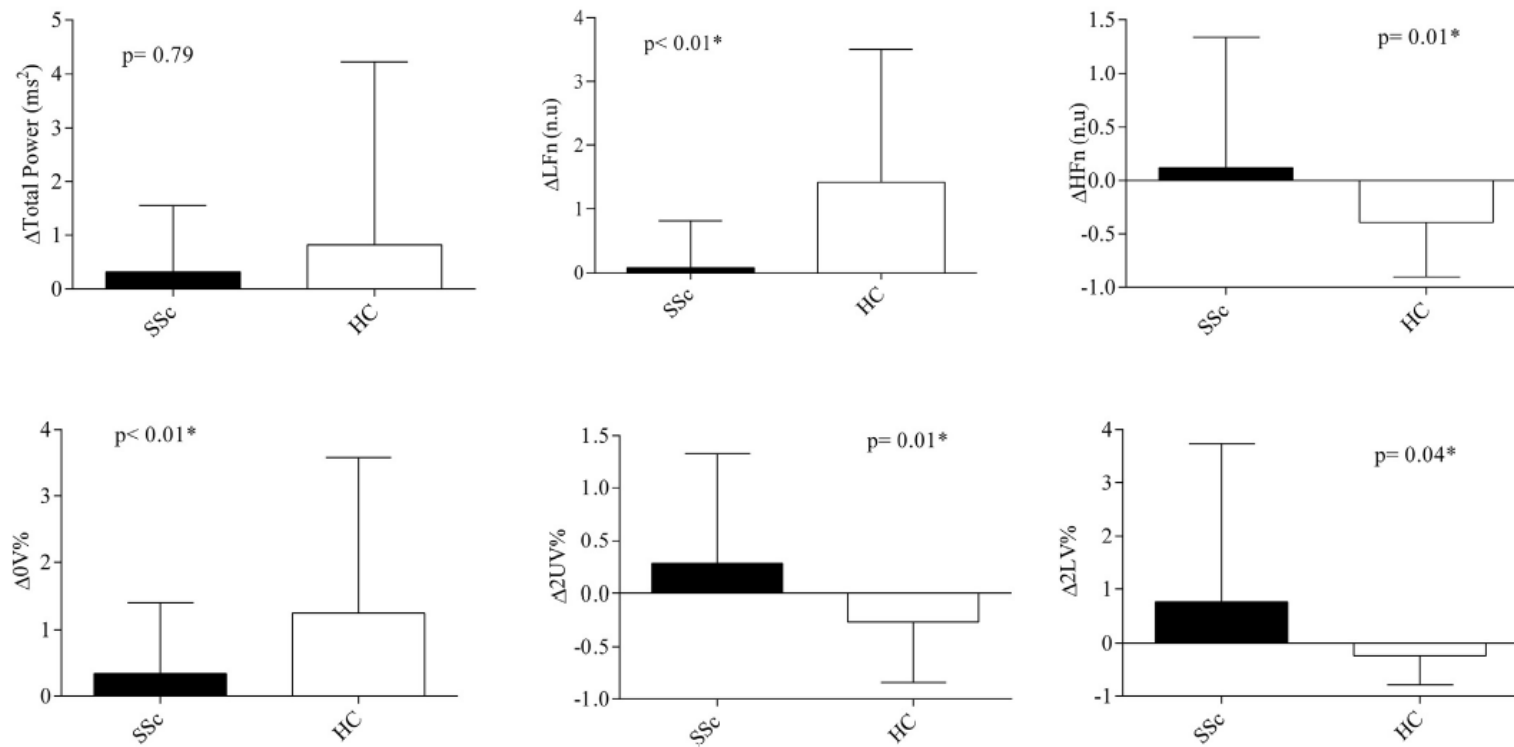 ΔTotal Power (ms²)
5
4
3
2
1
0
p= 0.79
SSc
HC
ΔLFn (n.u)
4
3
2
1
0
p< 0.01*
SSc
HC
ΔHFn (n.u)
1.5
1.0
0.5
0.0
-0.5
-1.0
p= 0.01*
SSc
HC
Δ0V%
4
3
2
1
0
p< 0.01*
SSc
HC
Δ2UV%
1.5
1.0
0.5
0.0
-0.5
-1.0
p= 0.01*
SSc
HC
Δ2LV%
4
3
2
1
0
-1
p= 0.04*
SSc
HC